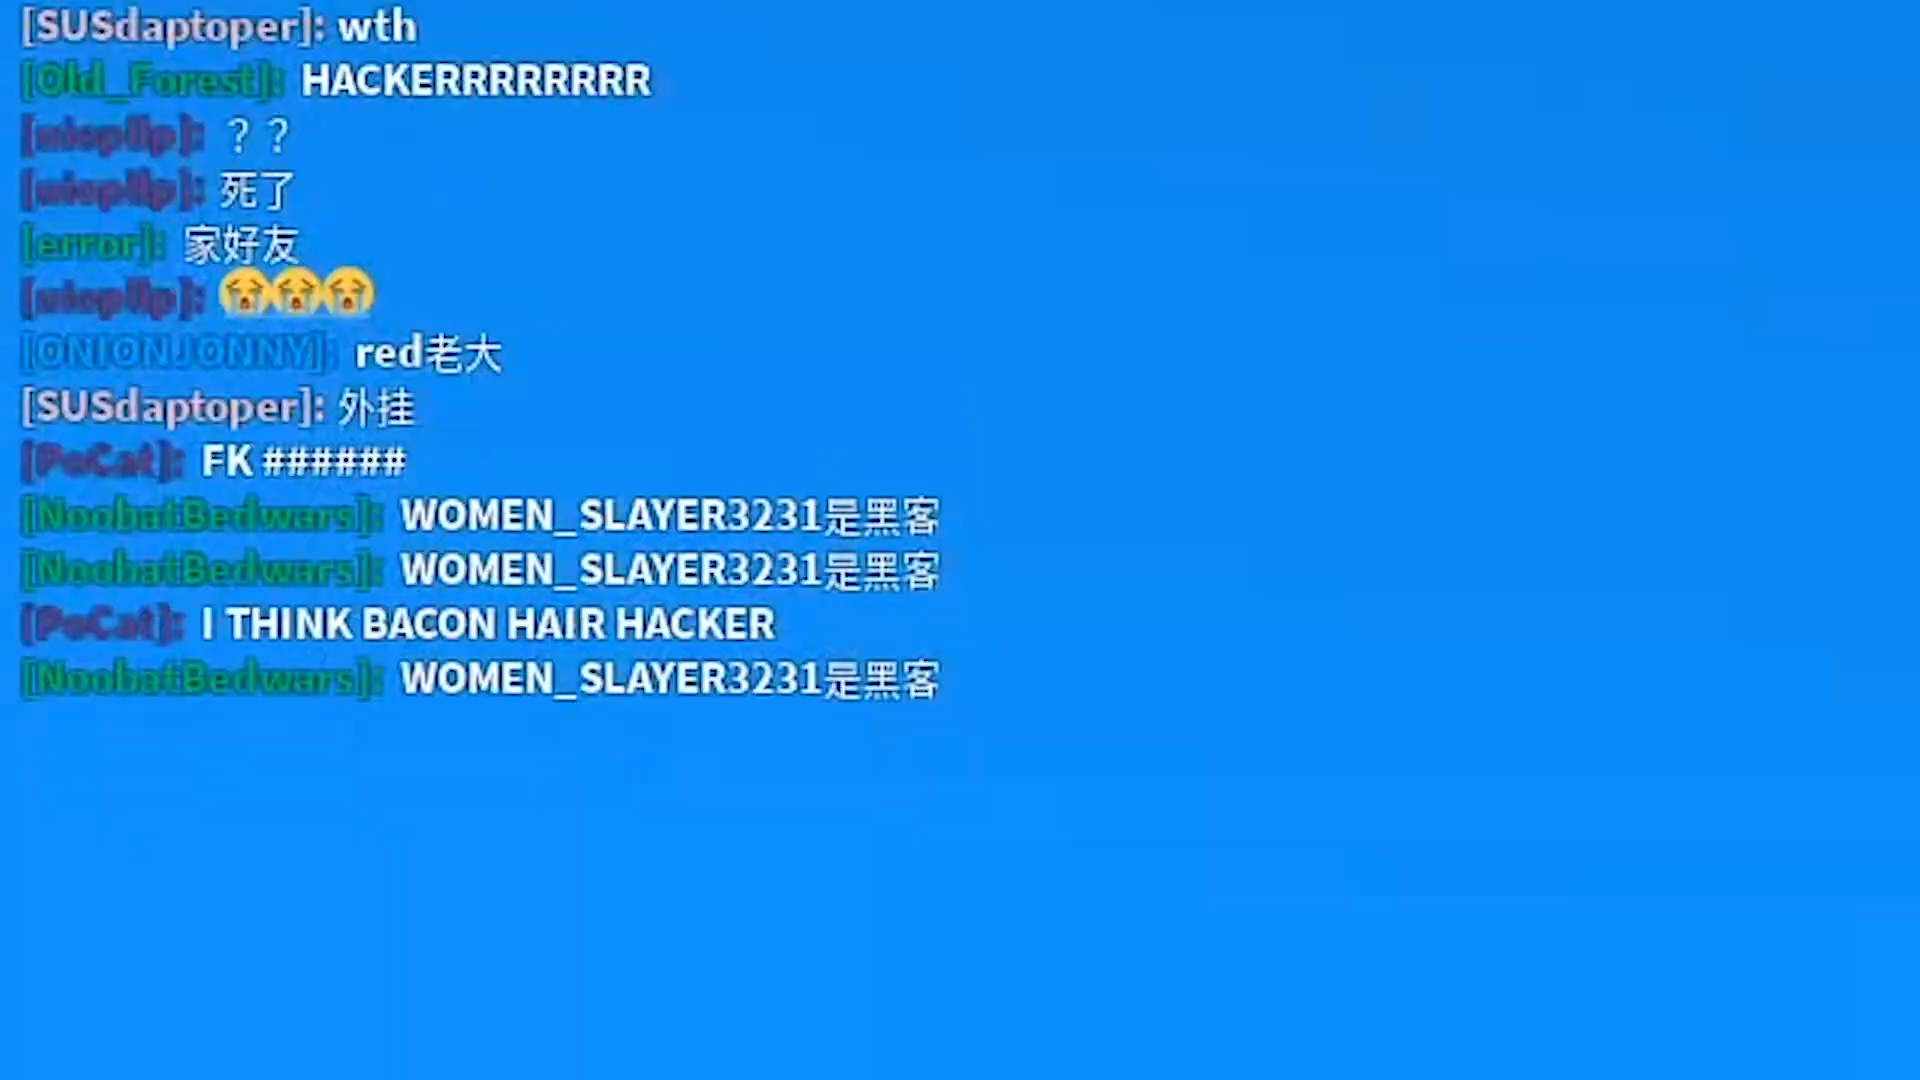 [SUSdaptoper]: wth
[Old_Forest]: HACKERRRRRRRR
？？
死了
[error]: 家好友
😭😭😭
[ONIONJONNY]: red老大
[SUSdaptoper]: 外挂
[PoCat]: FK ######
[NoobatBedwars]: WOMEN_SLAYER3231是黑客
[NoobatBedwars]: WOMEN_SLAYER3231是黑客
[PoCat]: I THINK BACON HAIR HACKER
[NoobatBedwars]: WOMEN_SLAYER3231是黑客